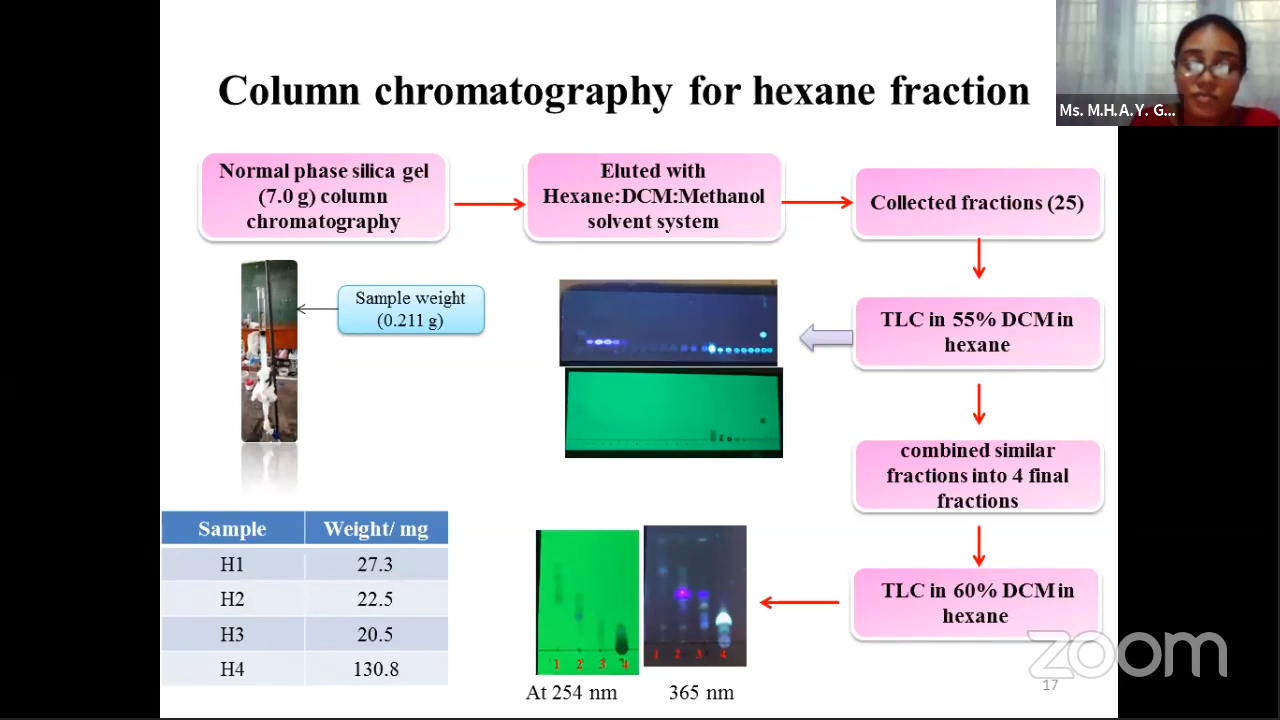 Column chromatography for hexane fraction
Ms. M.H.A.Y. G...
Normal phase silica gel
(7.0 g) column
chromatography
Eluted with
Hexane:DCM:Methanol
solvent system
Collected fractions (25)
Sample weight
(0.211 g)
TLC in 55% DCM in
hexane
combined similar
fractions into 4 final
fractions
TLC in 60% DCM in
hexane
Sample Weight/ mg
H1 27.3
H2 22.5
H3 20.5
H4 130.8
1 2 3 4
1 2 3 4
At 254 nm 365 nm
zoom
17